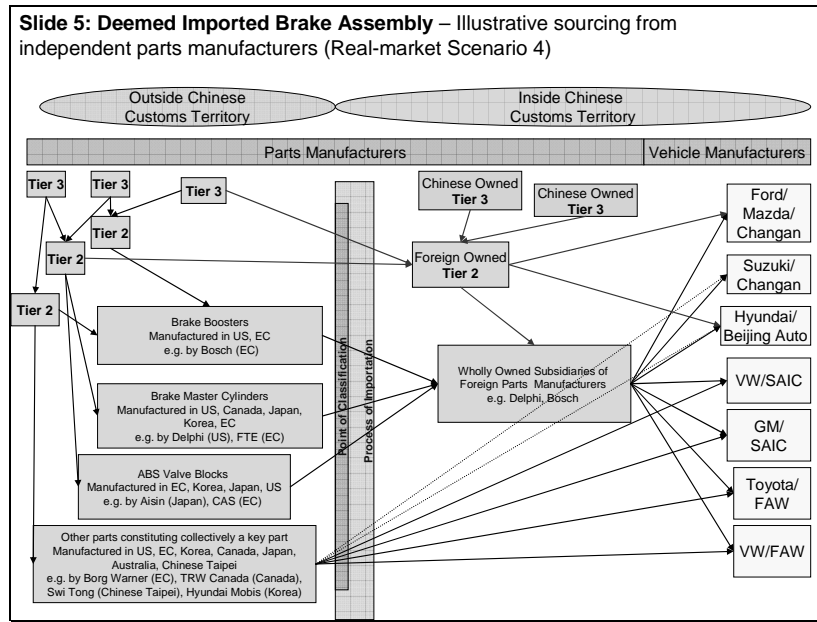 Slide 5: Deemed Imported Brake Assembly – Illustrative sourcing from
independent parts manufacturers (Real-market Scenario 4)
Outside Chinese
Customs Territory
Inside Chinese
Customs Territory
Parts Manufacturers
Vehicle Manufacturers
Tier 3
Tier 3
Tier 3
Tier 2
Tier 2
Tier 2
Chinese Owned
Tier 3
Chinese Owned
Tier 3
Foreign Owned
Tier 2
Brake Boosters
Manufactured in US, EC
e.g. by Bosch (EC)
Brake Master Cylinders
Manufactured in US, Canada, Japan,
Korea, EC
e.g. by Delphi (US), FTE (EC)
ABS Valve Blocks
Manufactured in EC, Korea, Japan, US
e.g. by Aisin (Japan), CAS (EC)
Other parts constituting collectively a key part
Manufactured in US, EC, Korea, Canada, Japan,
Australia, Chinese Taipei
e.g. by Borg Warner (EC), TRW Canada (Canada),
Swi Tong (Chinese Taipei), Hyundai Mobis (Korea)
Point of Classification
Process of Importation
Wholly Owned Subsidiaries of
Foreign Parts Manufacturers
e.g. Delphi, Bosch
Ford/
Mazda/
Changan
Suzuki/
Changan
Hyundai/
Beijing Auto
VW/SAIC
GM/
SAIC
Toyota/
FAW
VW/FAW